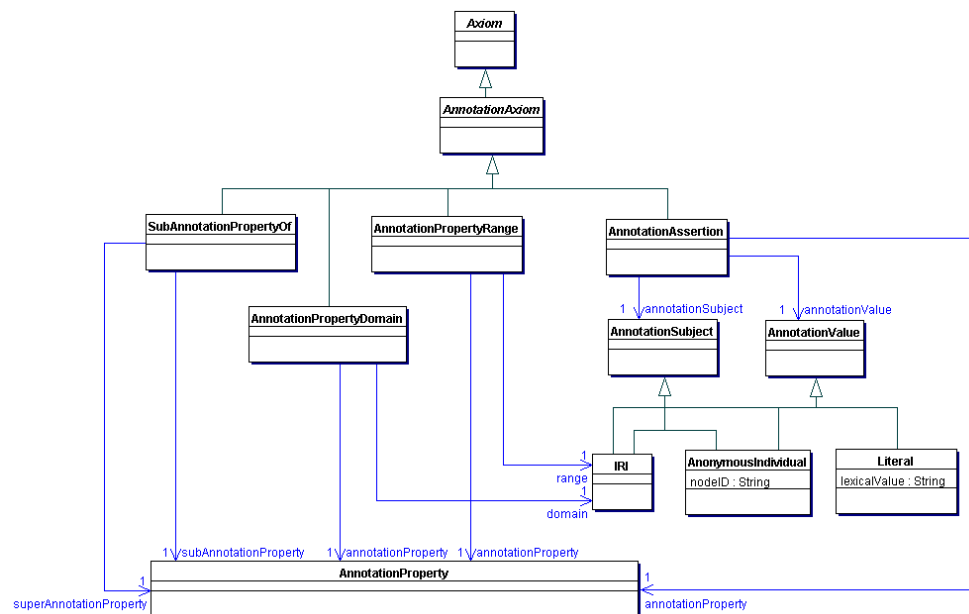 Axiom
AnnotationAxiom
SubAnnotationPropertyOf
AnnotationPropertyRange
AnnotationAssertion
AnnotationPropertyDomain
1 annotationSubject
1 annotationValue
AnnotationSubject
AnnotationValue
1
range
IRI
AnonymousIndividual
nodeID : String
Literal
lexicalValue : String
1
domain
1 subAnnotationProperty
1 annotationProperty
1 annotationProperty
AnnotationProperty
1
superAnnotationProperty
1
annotationProperty